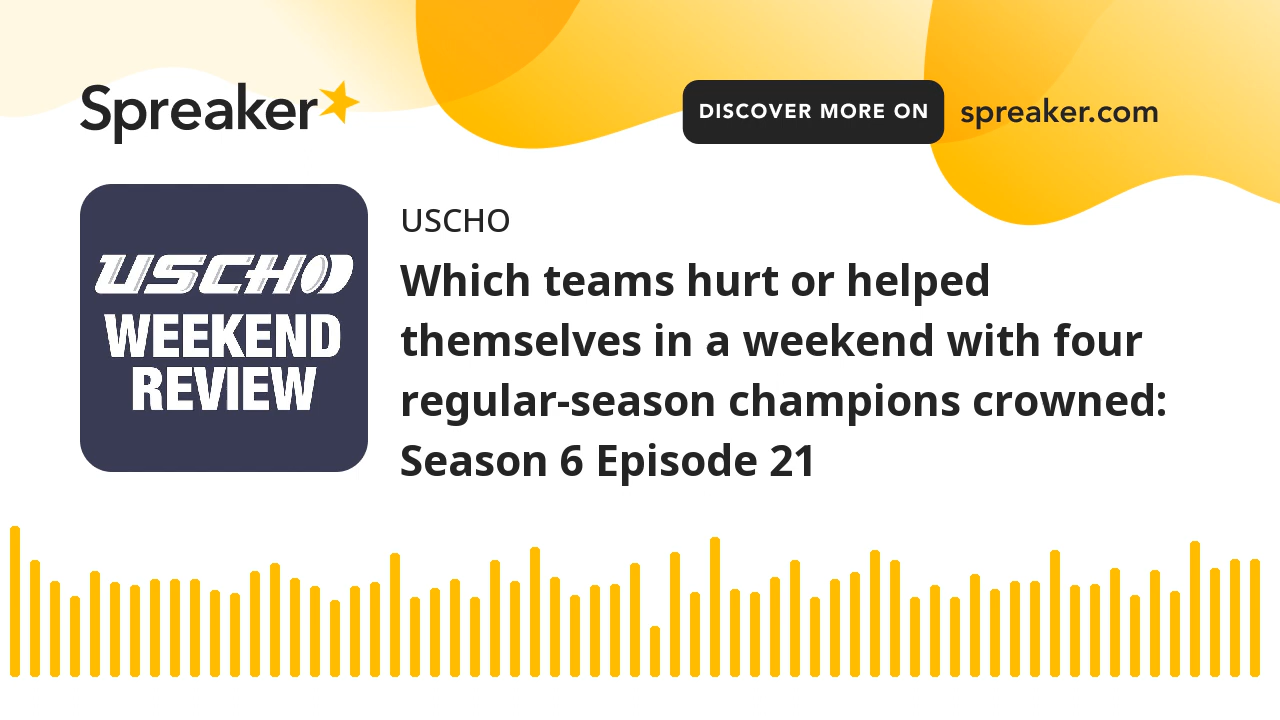 Spreaker
DISCOVER MORE ON
spreaker.com
USCHO
WEEKEND
REVIEW
USCHO
Which teams hurt or helped
themselves in a weekend with four
regular-season champions crowned:
Season 6 Episode 21